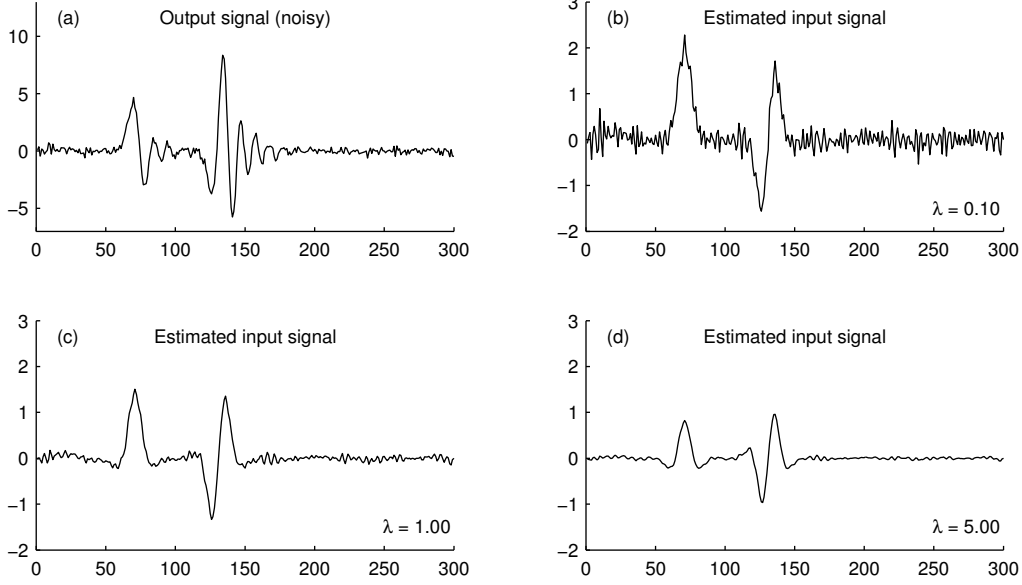 (a) Output signal (noisy)
10
5
0
−5
0 50 100 150 200 250 300
(b) Estimated input signal
3
2
1
0
−1
−2
λ = 0.10
0 50 100 150 200 250 300
(c) Estimated input signal
3
2
1
0
−1
−2
λ = 1.00
0 50 100 150 200 250 300
(d) Estimated input signal
3
2
1
0
−1
−2
λ = 5.00
0 50 100 150 200 250 300